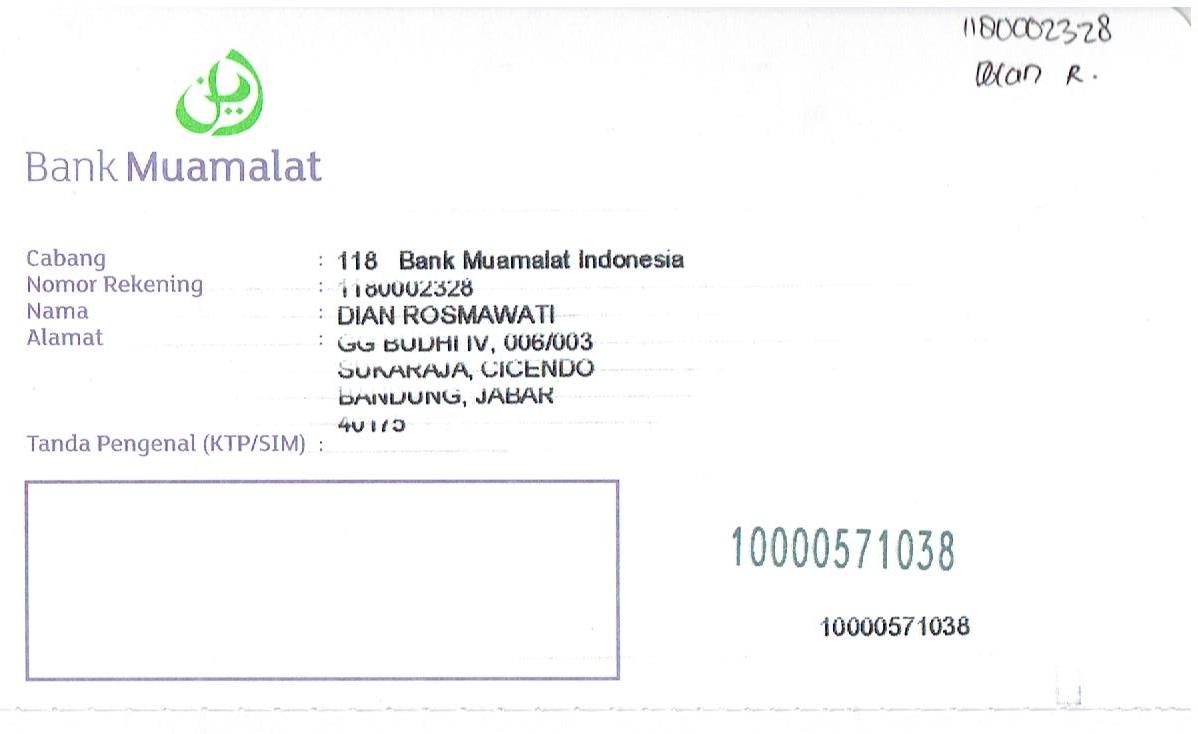 1180002328
Dian R.
Bank Muamalat
Cabang : 118 Bank Muamalat Indonesia
Nomor Rekening : 1180002328
Nama : DIAN ROSMAWATI
Alamat : GG BUDHI IV, 006/003
SUKARAJA, CICENDO
BANDUNG, JABAR
40175
Tanda Pengenal (KTP/SIM) :
10000571038
10000571038